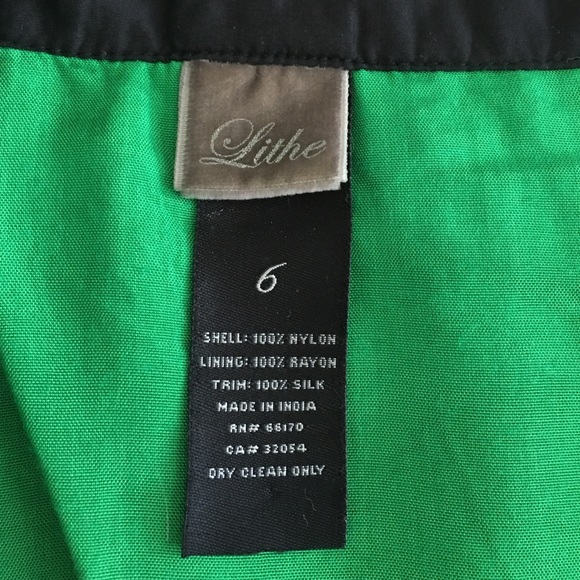 Lithe
6
SHELL: 100% NYLON
LINING: 100% RAYON
TRIM: 100% SILK
MADE IN INDIA
RN# 66170
CA# 32054
DRY CLEAN ONLY